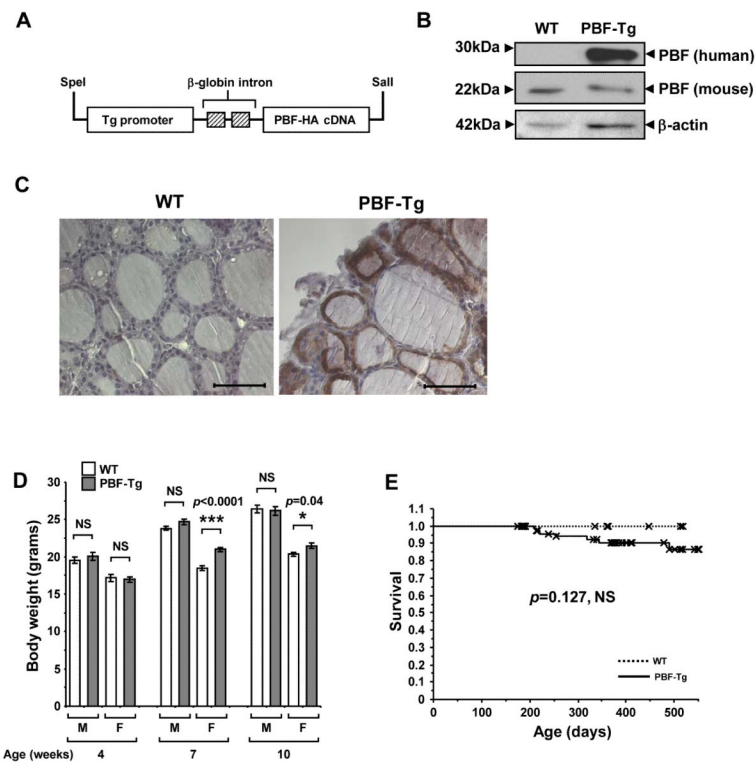 A
SpeI
β-globin intron
SalI
Tg promoter
PBF-HA cDNA
B
WT PBF-Tg
30kDa PBF (human)
22kDa PBF (mouse)
42kDa β-actin
C
WT
PBF-Tg
D
WT
PBF-Tg
Body weight (grams)
30
25
20
15
10
5
0
NS
NS
NS
p<0.0001
***
NS
p=0.04
*
M F M F M F
Age (weeks) 4 7 10
E
Survival
1.1
1.0
0.9
0.8
0.7
0.6
0.5
0.4
0.3
0.2
0.1
0
p=0.127, NS
WT
PBF-Tg
0 100 200 300 400 500
Age (days)